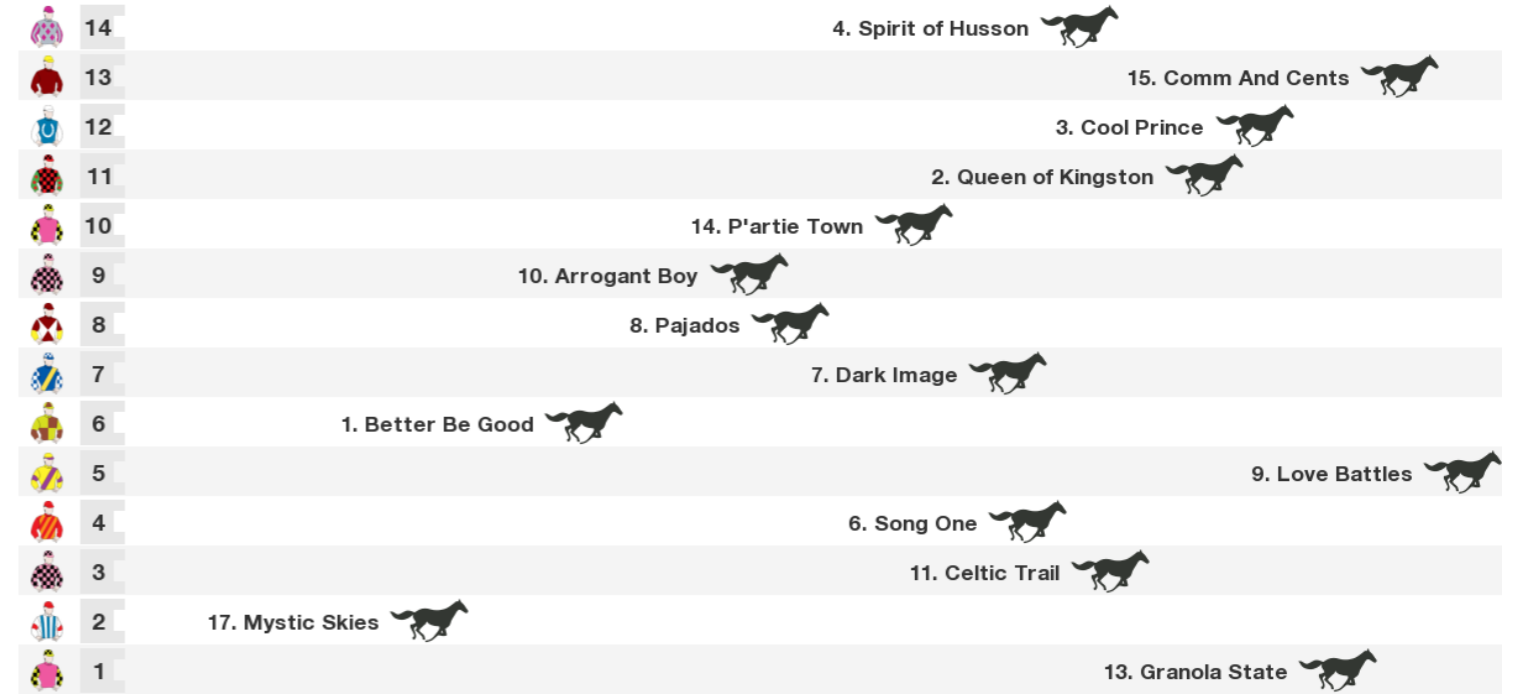 14 4. Spirit of Husson
13 15. Comm And Cents
12 3. Cool Prince
11 2. Queen of Kingston
10 14. P'artie Town
9 10. Arrogant Boy
8 8. Pajados
7 7. Dark Image
6 1. Better Be Good
5 9. Love Battles
4 6. Song One
3 11. Celtic Trail
2 17. Mystic Skies
1 13. Granola State